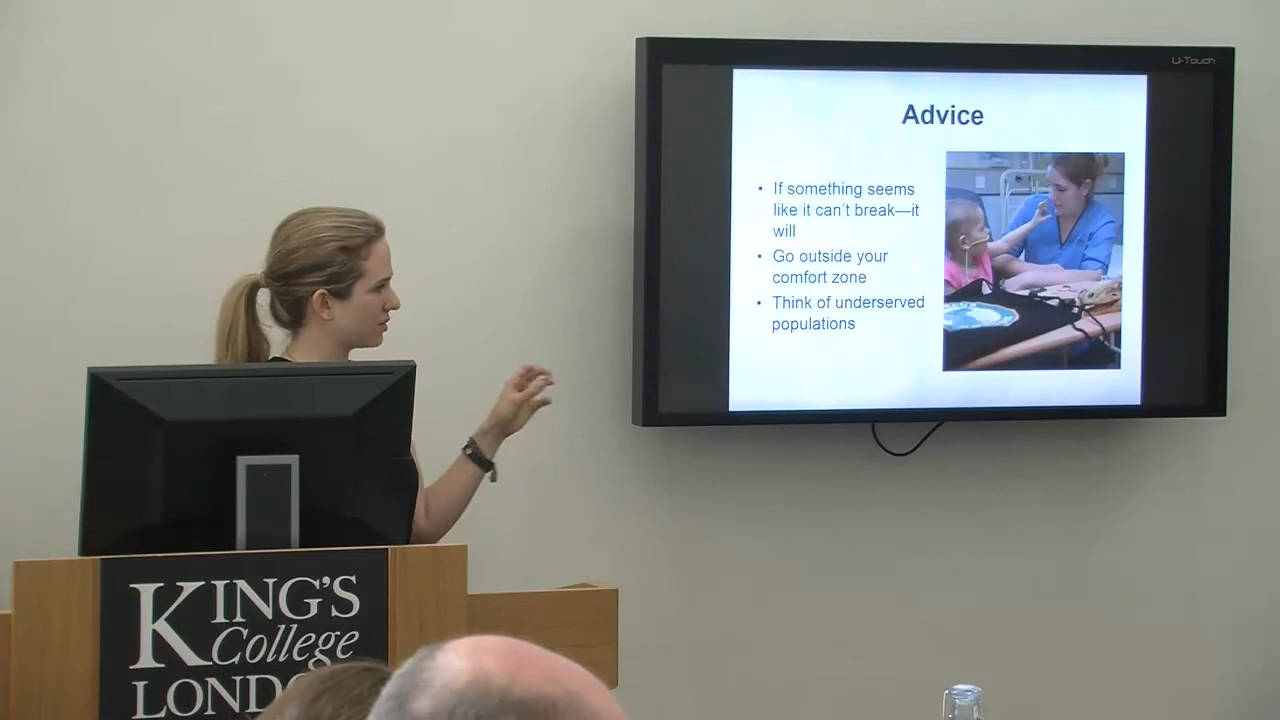 U-Touch
Advice
• If something seems
like it can't break—it
will
• Go outside your
comfort zone
• Think of underserved
populations
KING'S
College
LONDO